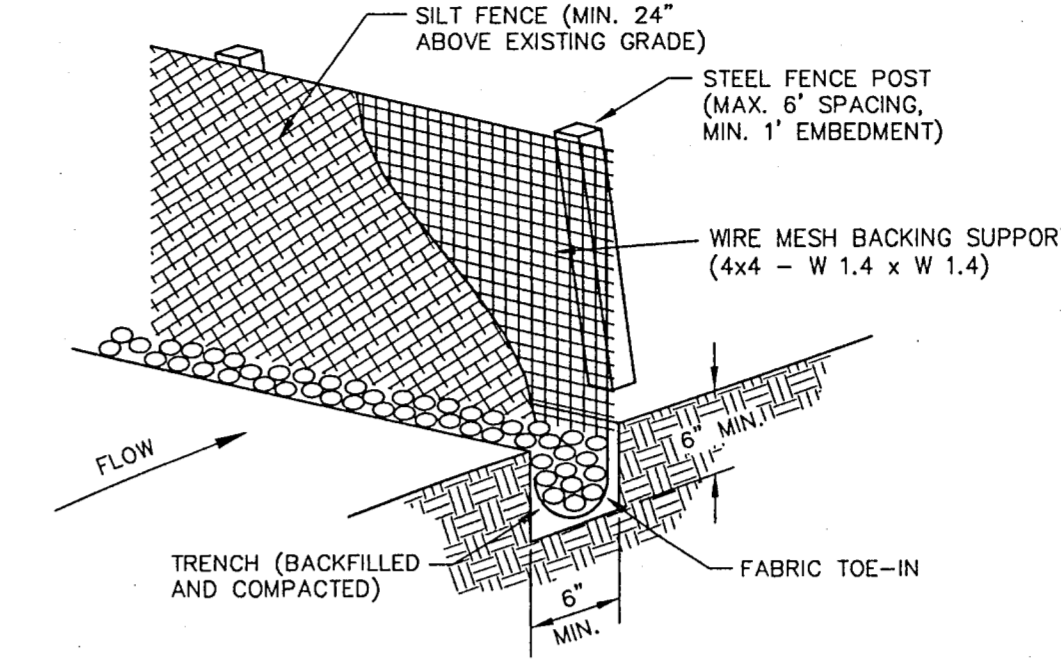 SILT FENCE (MIN. 24"
ABOVE EXISTING GRADE)
STEEL FENCE POST
(MAX. 6' SPACING,
MIN. 1' EMBEDMENT)
WIRE MESH BACKING SUPPOR
(4x4 – W 1.4 x W 1.4)
6" MIN.
FLOW
TRENCH (BACKFILLED
AND COMPACTED)
FABRIC TOE–IN
6"
MIN.